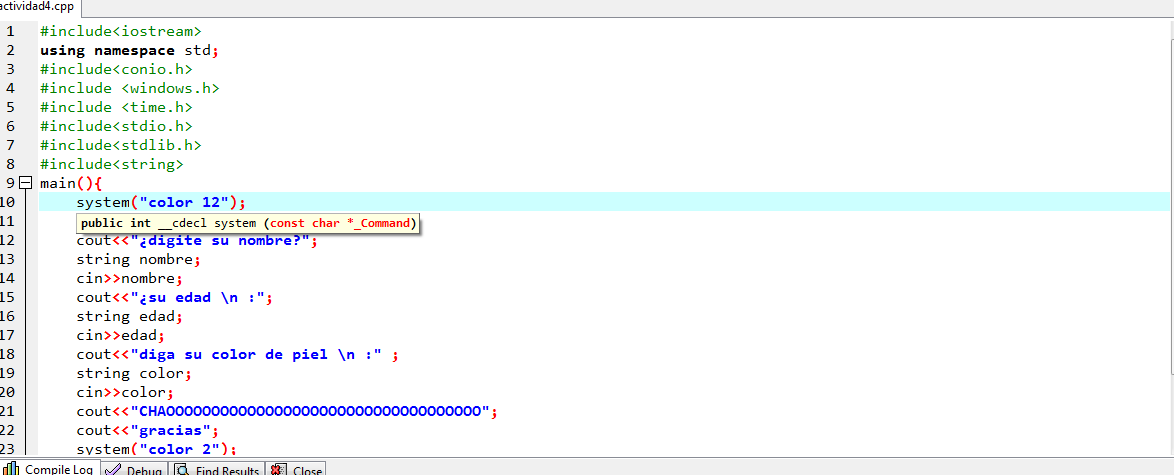 actividad4.cpp
1 #include<iostream>
2 using namespace std;
3 #include<conio.h>
4 #include <windows.h>
5 #include <time.h>
6 #include<stdio.h>
7 #include<stdlib.h>
8 #include<string>
9 main(){
10 system("color 12");
11 public int __cdecl system (const char *_Command)
12 cout<<"¿digite su nombre?";
13 string nombre;
14 cin>>nombre;
15 cout<<"¿su edad \n :";
16 string edad;
17 cin>>edad;
18 cout<<"diga su color de piel \n :" ;
19 string color;
20 cin>>color;
21 cout<<"CHAOOOOOOOOOOOOOOOOOOOOOOOOOOOOOOOOOOO";
22 cout<<"gracias";
23 system("color 2");
Compile Log Debug Find Results Close